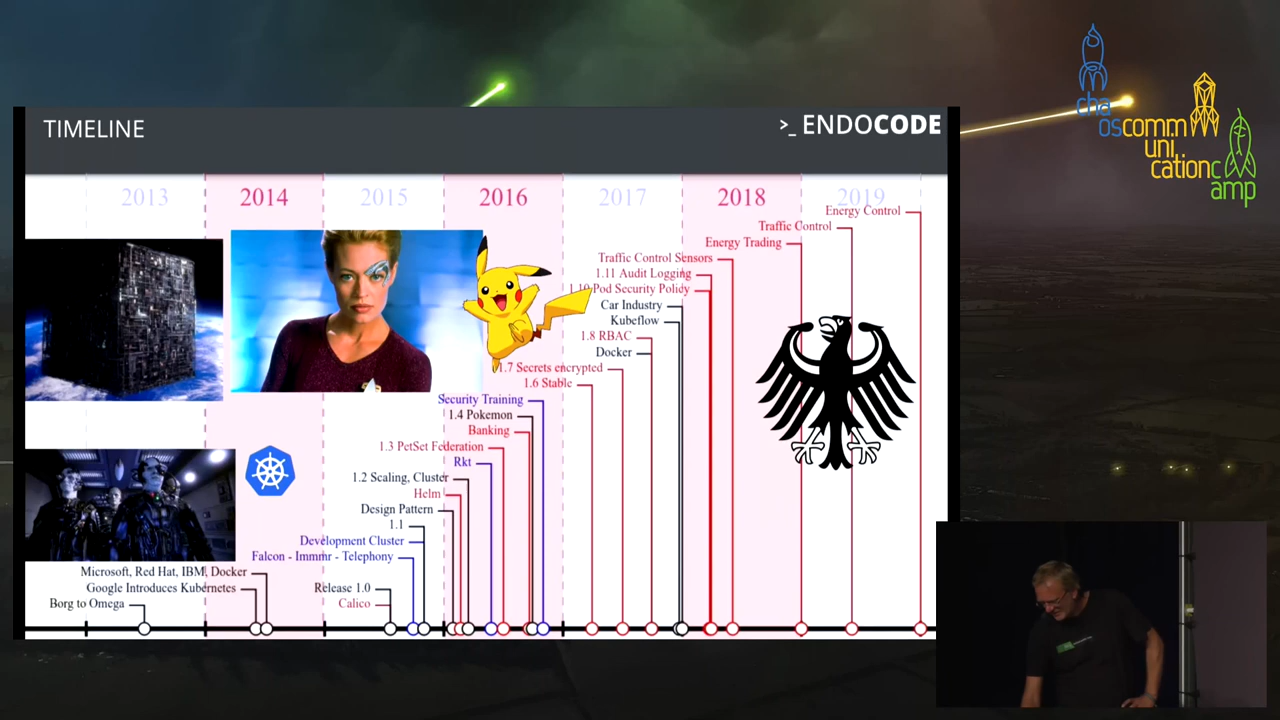 TIMELINE
>_ ENDOCODE
2013
2014
2015
2016
2017
2018
2019
Energy Control
Traffic Control
Energy Trading
Traffic Control Sensors
1.11 Audit Logging
1.10 Pod Security Policy
Car Industry
Kubeflow
1.8 RBAC
Docker
1.7 Secrets encrypted
1.6 Stable
Security Training
1.4 Pokemon
Banking
1.3 PetSet Federation
Rkt
1.2 Scaling, Cluster
Helm
Design Pattern
1.1
Development Cluster
Falcon - Immmr - Telephony
Microsoft, Red Hat, IBM, Docker
Google Introduces Kubernetes
Release 1.0
Borg to Omega
Calico
cha
oscomm
uni
cationc
amp